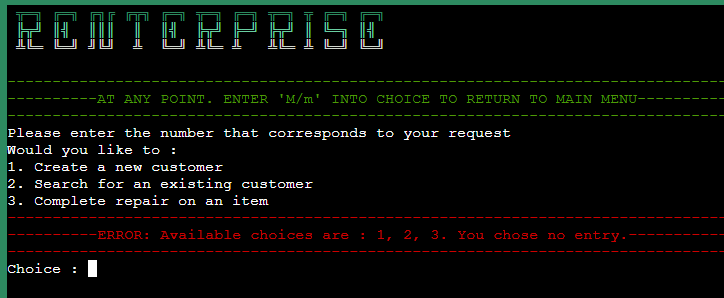 RENTERPRISE
--------------------------------------------------------------------------------
----------AT ANY POINT. ENTER 'M/m' INTO CHOICE TO RETURN TO MAIN MENU----------
--------------------------------------------------------------------------------
Please enter the number that corresponds to your request
Would you like to :
1. Create a new customer
2. Search for an existing customer
3. Complete repair on an item
--------------------------------------------------------------------------------
----------ERROR: Available choices are : 1, 2, 3. You chose no entry.-----------
--------------------------------------------------------------------------------
Choice :